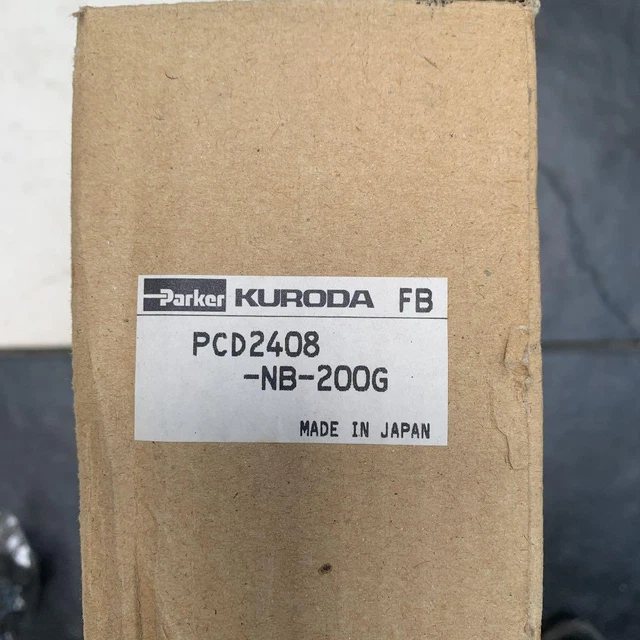 Parker KURODA FB
PCD2408
-NB-200G
MADE IN JAPAN